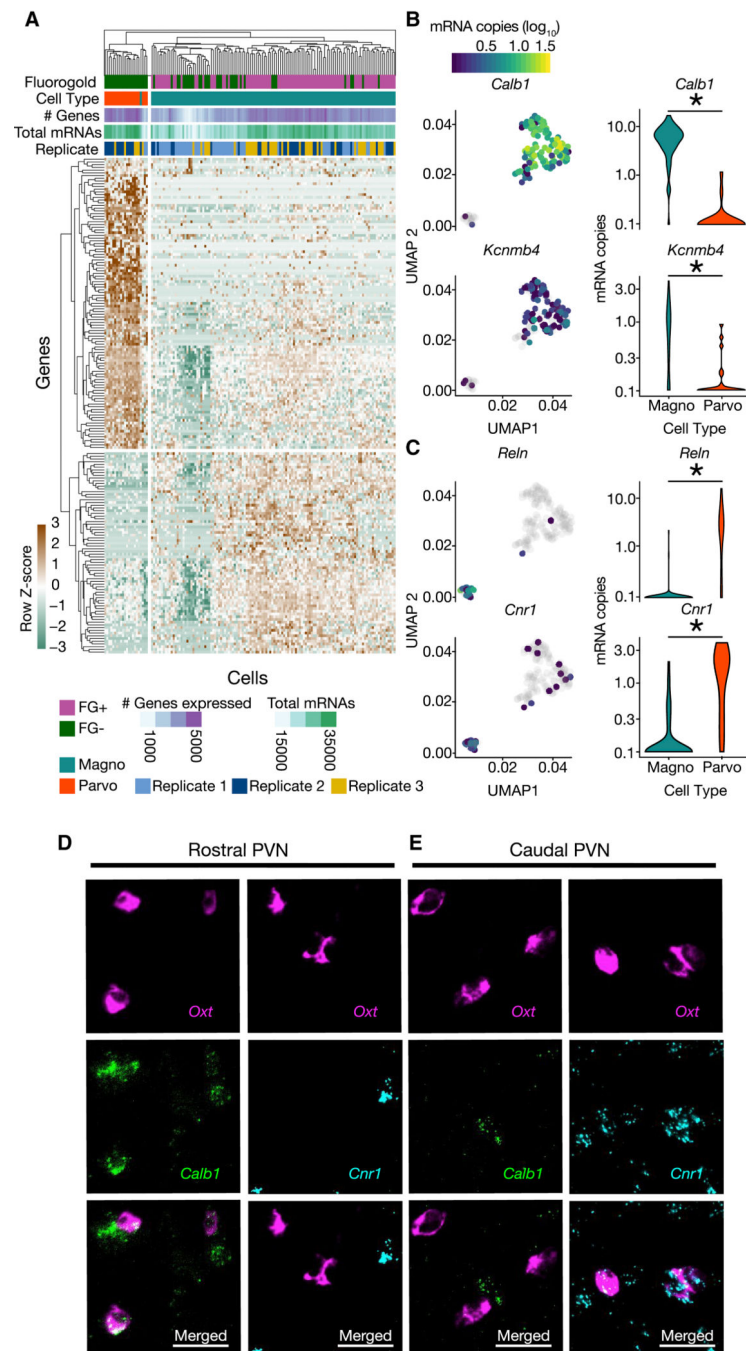 A
Fluorogold
Cell Type
# Genes
Total mRNAs
Replicate
Genes
Row Z-score
3
2
1
0
−1
−2
−3
Cells
FG+
FG-
# Genes expressed
1000
5000
Total mRNAs
15000
35000
Magno
Parvo
Replicate 1
Replicate 2
Replicate 3
B
mRNA copies (log10)
0.5 1.0 1.5
Calb1
0.04
0.02
0.00
Kcnmb4
0.04
0.02
0.00
UMAP 2
0.02 0.04
UMAP1
Calb1
*
10.0
1.0
0.1
Kcnmb4
*
3.0
1.0
0.3
0.1
mRNA copies
Magno Parvo
Cell Type
C
Reln
0.04
0.02
0.00
Cnr1
0.04
0.02
0.00
UMAP 2
0.02 0.04
UMAP1
Reln
*
10.0
1.0
0.1
Cnr1
*
3.0
1.0
0.3
0.1
mRNA copies
Magno Parvo
Cell Type
D
Rostral PVN
E
Caudal PVN
Oxt
Oxt
Oxt
Oxt
Calb1
Cnr1
Calb1
Cnr1
Merged
Merged
Merged
Merged